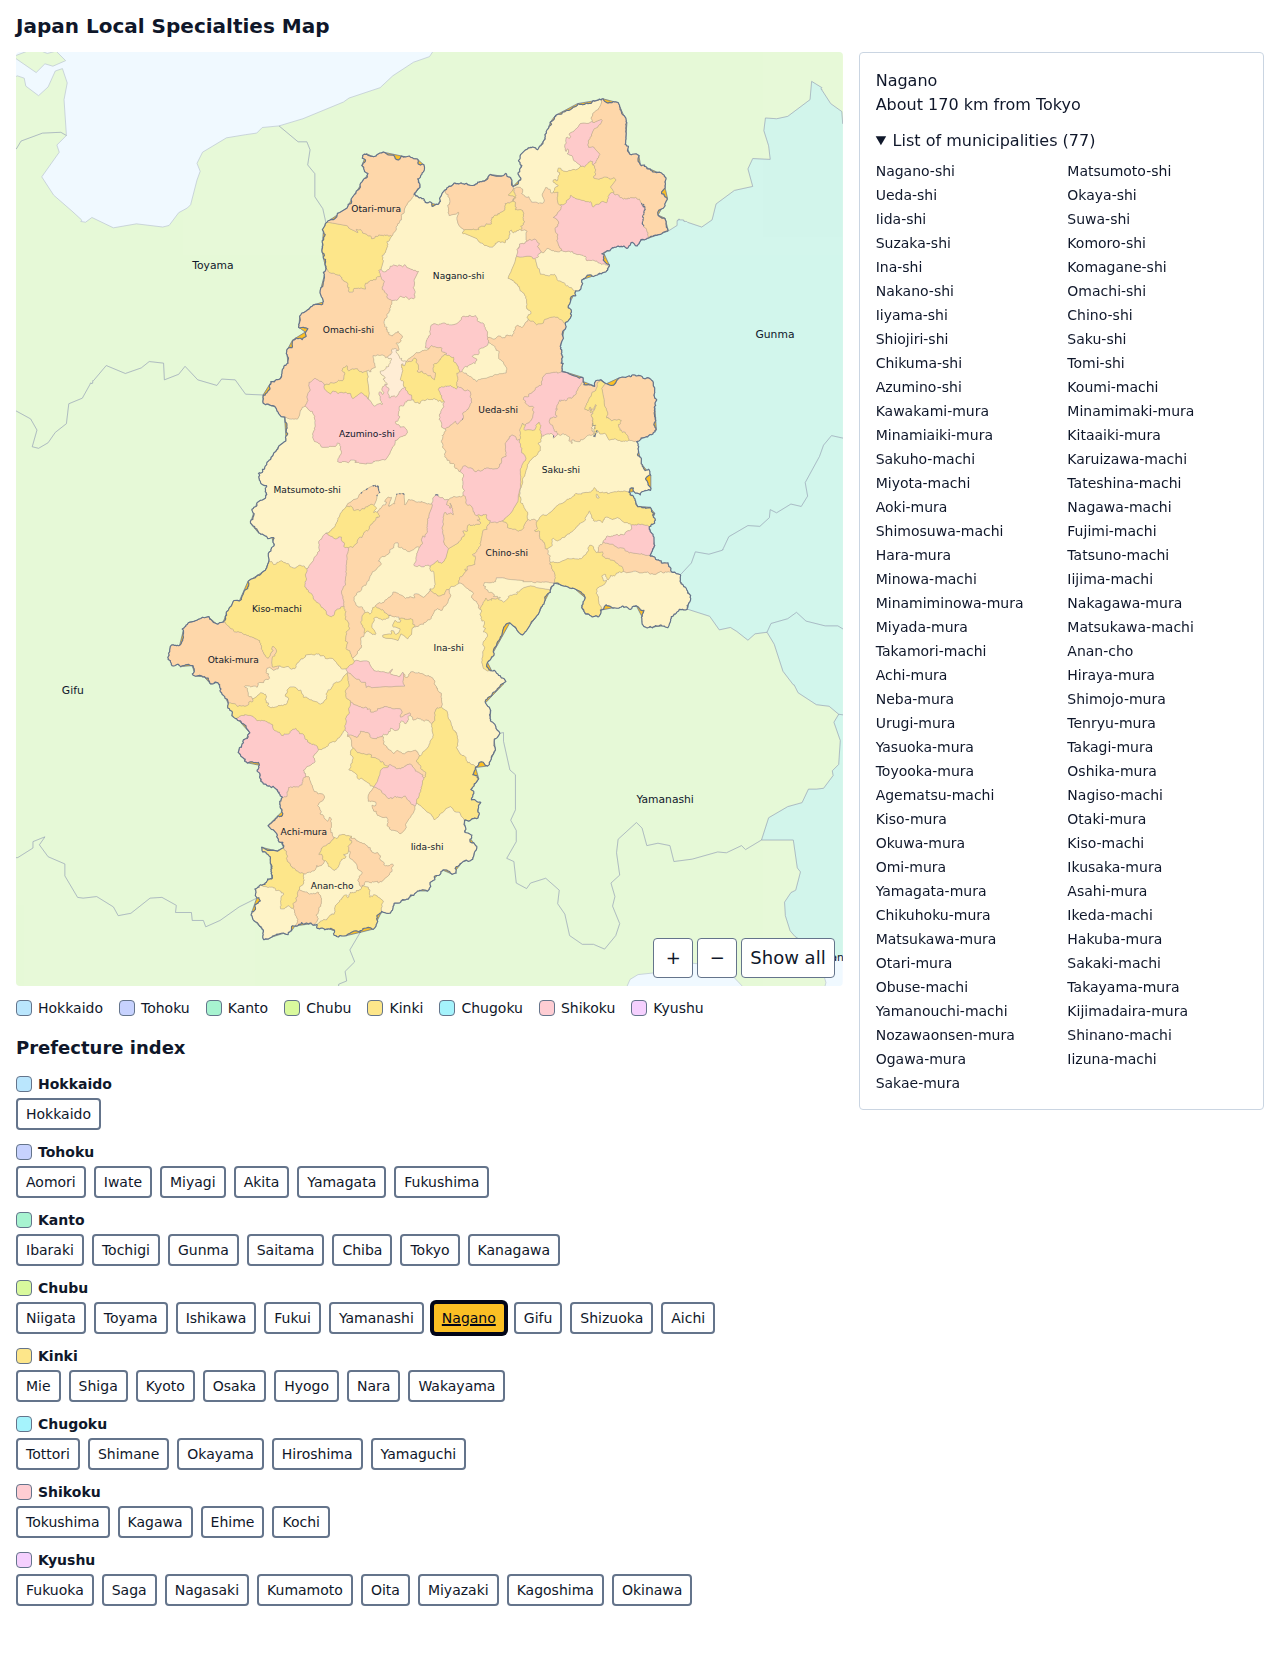 Japan Local Specialties Map
Otari-mura
Toyama
Nagano-shi
Omachi-shi
Gunma
Ueda-shi
Azumino-shi
Saku-shi
Matsumoto-shi
Chino-shi
Kiso-machi
Ina-shi
Otaki-mura
Gifu
Yamanashi
Achi-mura
Iida-shi
Anan-cho
+ − Show all
Nagano
About 170 km from Tokyo
▼ List of municipalities (77)
Nagano-shi Matsumoto-shi
Ueda-shi Okaya-shi
Iida-shi Suwa-shi
Suzaka-shi Komoro-shi
Ina-shi Komagane-shi
Nakano-shi Omachi-shi
Iiyama-shi Chino-shi
Shiojiri-shi Saku-shi
Chikuma-shi Tomi-shi
Azumino-shi Koumi-machi
Kawakami-mura Minamimaki-mura
Minamiaiki-mura Kitaaiki-mura
Sakuho-machi Karuizawa-machi
Miyota-machi Tateshina-machi
Aoki-mura Nagawa-machi
Shimosuwa-machi Fujimi-machi
Hara-mura Tatsuno-machi
Minowa-machi Iijima-machi
Minamiminowa-mura Nakagawa-mura
Miyada-mura Matsukawa-machi
Takamori-machi Anan-cho
Achi-mura Hiraya-mura
Neba-mura Shimojo-mura
Urugi-mura Tenryu-mura
Yasuoka-mura Takagi-mura
Toyooka-mura Oshika-mura
Agematsu-machi Nagiso-machi
Kiso-mura Otaki-mura
Okuwa-mura Kiso-machi
Omi-mura Ikusaka-mura
Yamagata-mura Asahi-mura
Chikuhoku-mura Ikeda-machi
Matsukawa-mura Hakuba-mura
Otari-mura Sakaki-machi
Obuse-machi Takayama-mura
Yamanouchi-machi Kijimadaira-mura
Nozawaonsen-mura Shinano-machi
Ogawa-mura Iizuna-machi
Sakae-mura
Hokkaido Tohoku Kanto Chubu Kinki Chugoku Shikoku Kyushu
Prefecture index
Hokkaido
Hokkaido
Tohoku
Aomori Iwate Miyagi Akita Yamagata Fukushima
Kanto
Ibaraki Tochigi Gunma Saitama Chiba Tokyo Kanagawa
Chubu
Niigata Toyama Ishikawa Fukui Yamanashi Nagano Gifu Shizuoka Aichi
Kinki
Mie Shiga Kyoto Osaka Hyogo Nara Wakayama
Chugoku
Tottori Shimane Okayama Hiroshima Yamaguchi
Shikoku
Tokushima Kagawa Ehime Kochi
Kyushu
Fukuoka Saga Nagasaki Kumamoto Oita Miyazaki Kagoshima Okinawa